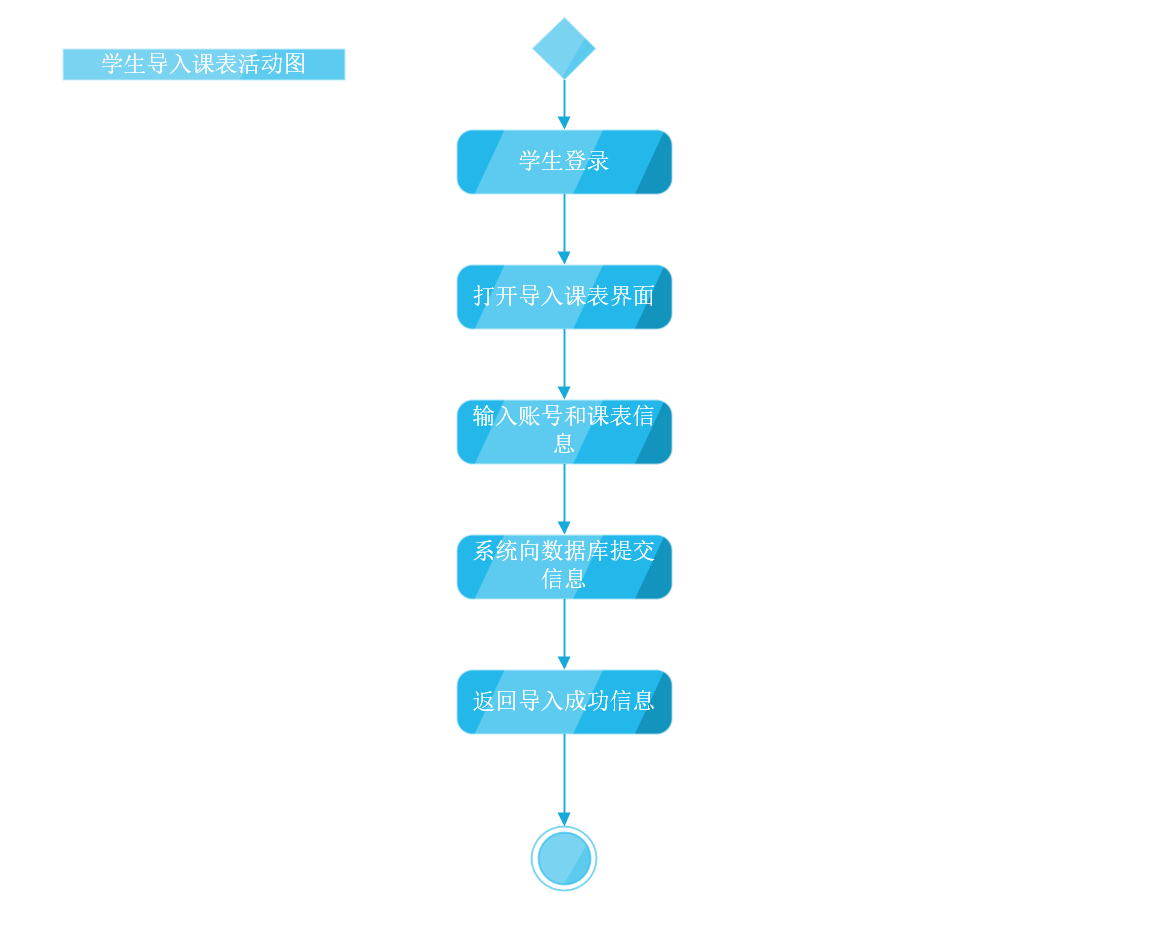 学生导入课表活动图
学生登录
打开导入课表界面
输入账号和课表信
息
系统向数据库提交
信息
返回导入成功信息